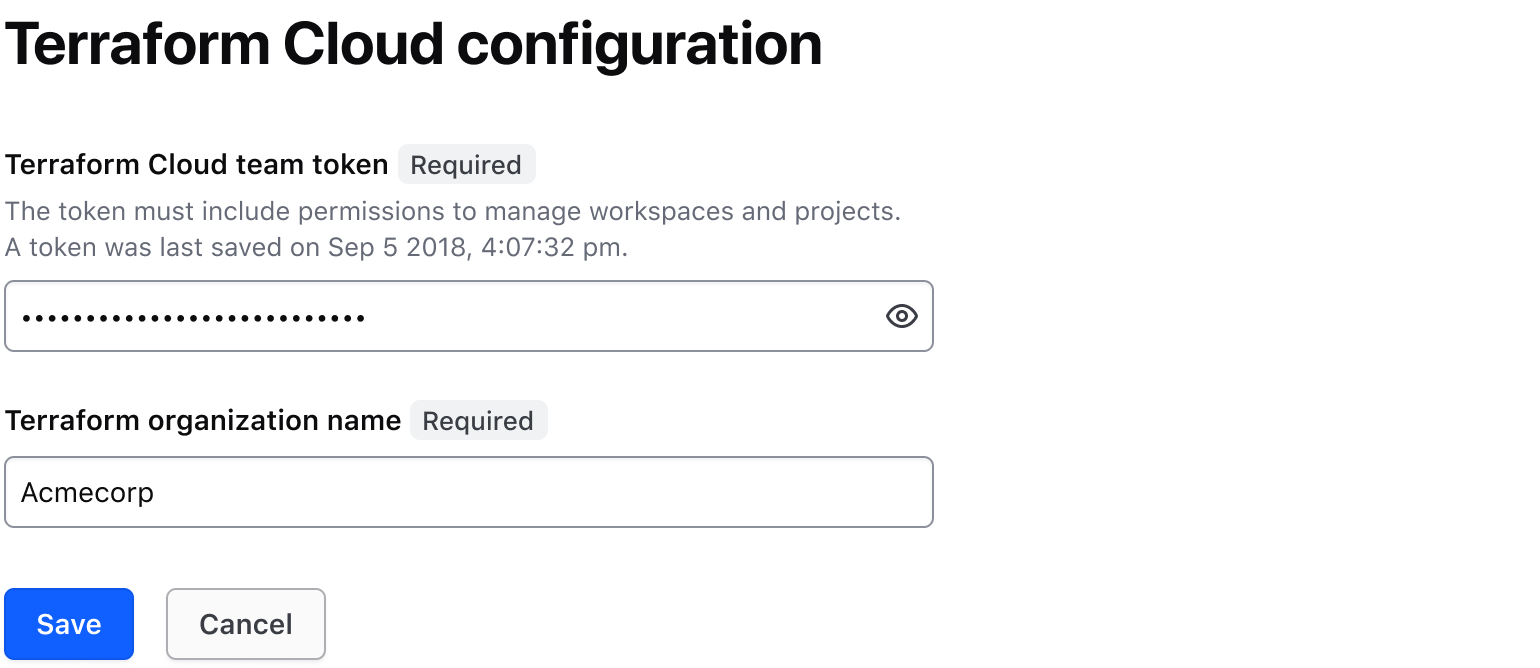 Terraform Cloud configuration
Terraform Cloud team token Required
The token must include permissions to manage workspaces and projects.
A token was last saved on Sep 5 2018, 4:07:32 pm.
•••••••••••••••••••••••••••
Terraform organization name Required
Acmecorp
Save Cancel